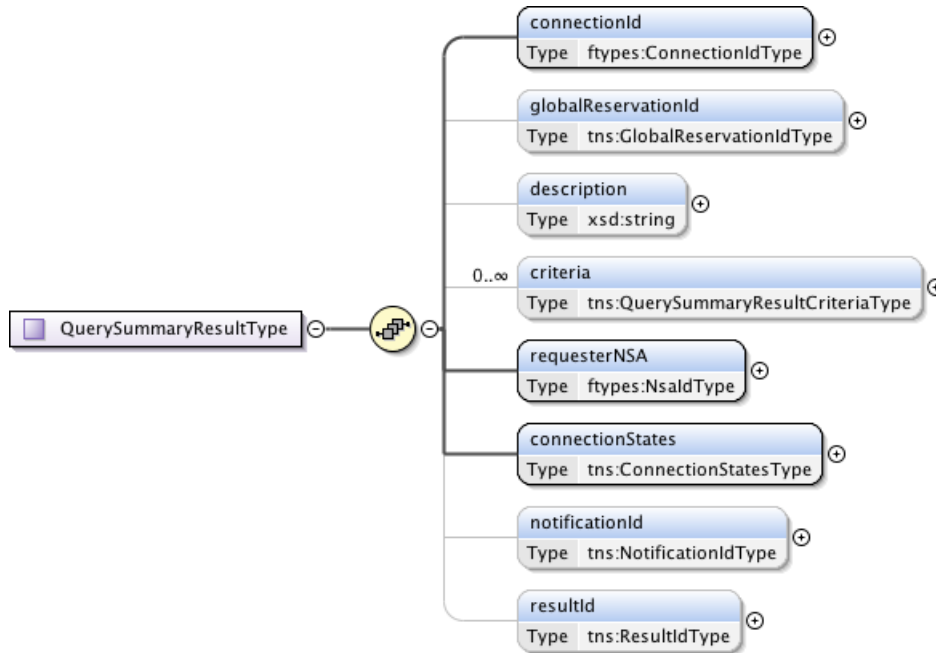 connectionId
Type ftypes:ConnectionIdType
globalReservationId
Type tns:GlobalReservationIdType
description
Type xsd:string
0..∞
criteria
Type tns:QuerySummaryResultCriteriaType
QuerySummaryResultType
requesterNSA
Type ftypes:NsaIdType
connectionStates
Type tns:ConnectionStatesType
notificationId
Type tns:NotificationIdType
resultId
Type tns:ResultIdType